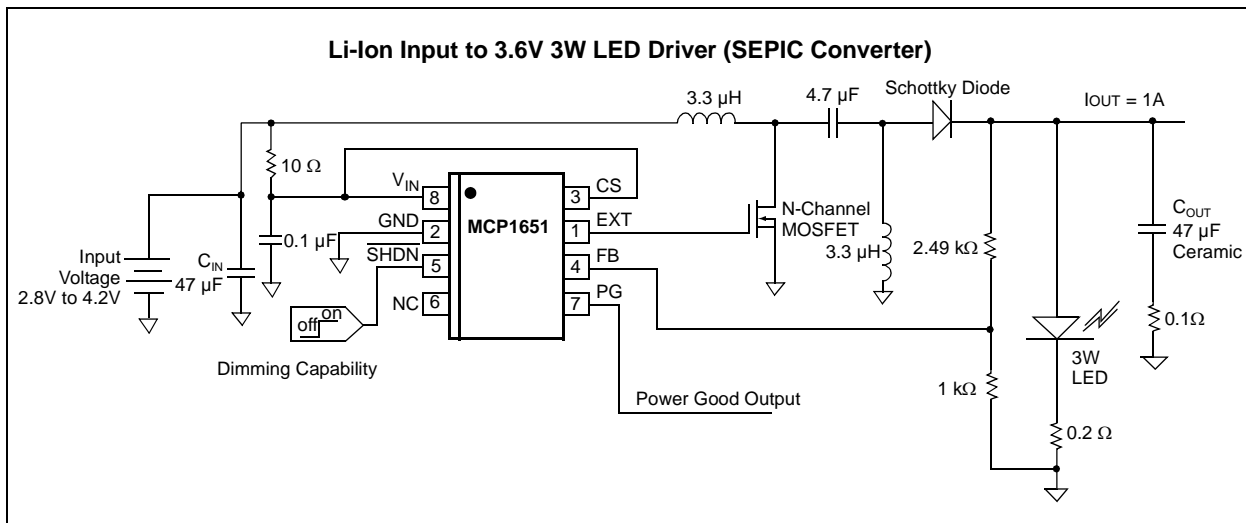 Li-Ion Input to 3.6V 3W LED Driver (SEPIC Converter)
3.3 µH
4.7 µF
Schottky Diode
IOUT = 1A
10 Ω
VIN
8
3
CS
GND
2
MCP1651
1
EXT
N-Channel
MOSFET
0.1 µF
SHDN
5
4
FB
NC
6
7
PG
3.3 µH
2.49 kΩ
COUT
47 µF
Ceramic
Input
Voltage
2.8V to 4.2V
CIN
47 µF
off
on
Dimming Capability
0.1Ω
3W
LED
1 kΩ
Power Good Output
0.2 Ω